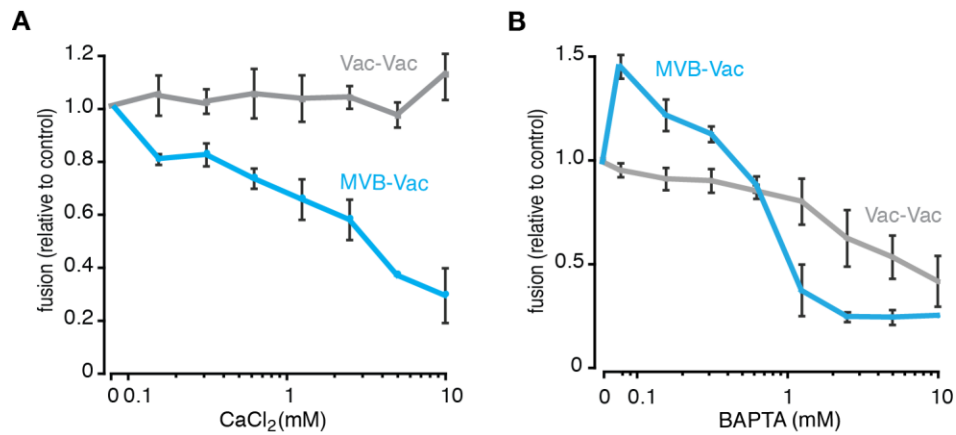 A
fusion (relative to control)
1.2
1.0
0.8
0.6
0.4
0.2
0
Vac-Vac
MVB-Vac
0 0.1 1 10
CaCl₂(mM)
B
fusion (relative to control)
1.5
1.0
0.5
0
MVB-Vac
Vac-Vac
0 0.1 1 10
BAPTA (mM)